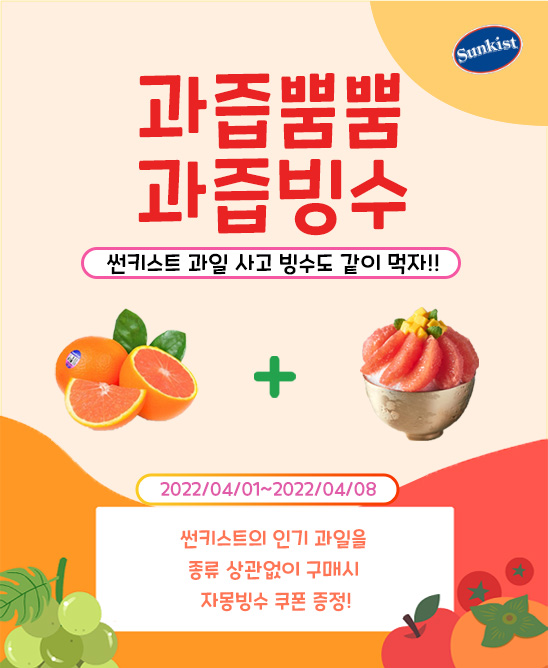 Sunkist
과즙뿜뿜
과즙빙수
썬키스트 과일 사고 빙수도 같이 먹자!!
2022/04/01~2022/04/08
썬키스트의 인기 과일을
종류 상관없이 구매시
자몽빙수 쿠폰 증정!